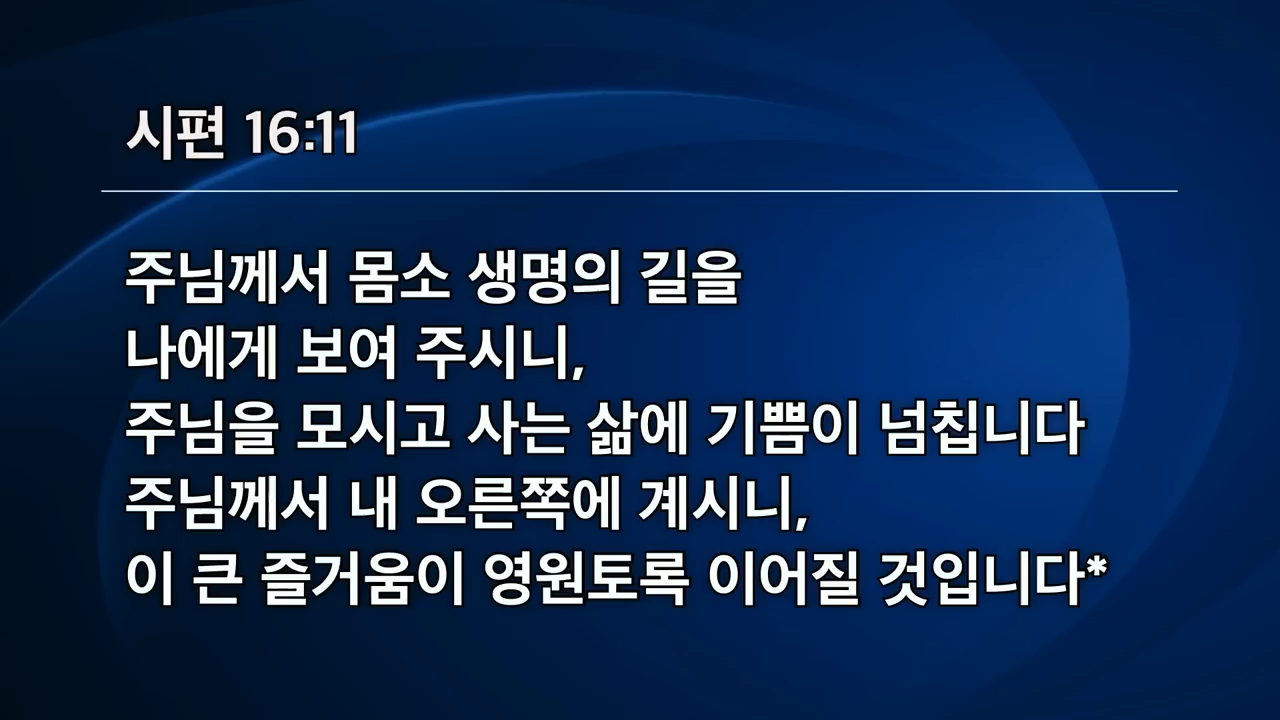 시편 16:11
주님께서 몸소 생명의 길을
나에게 보여 주시니,
주님을 모시고 사는 삶에 기쁨이 넘칩니다
주님께서 내 오른쪽에 계시니,
이 큰 즐거움이 영원토록 이어질 것입니다*